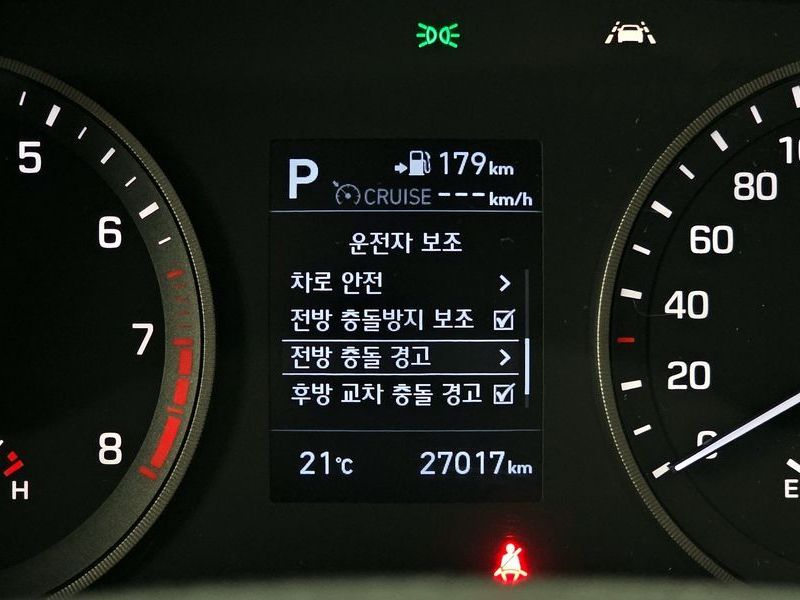 P
179km
CRUISE ---km/h
운전자 보조
차로 안전
전방 충돌방지 보조
전방 충돌 경고
후방 교차 충돌 경고
21℃ 27017km
5
6
7
8
H
80
60
40
20
0
E